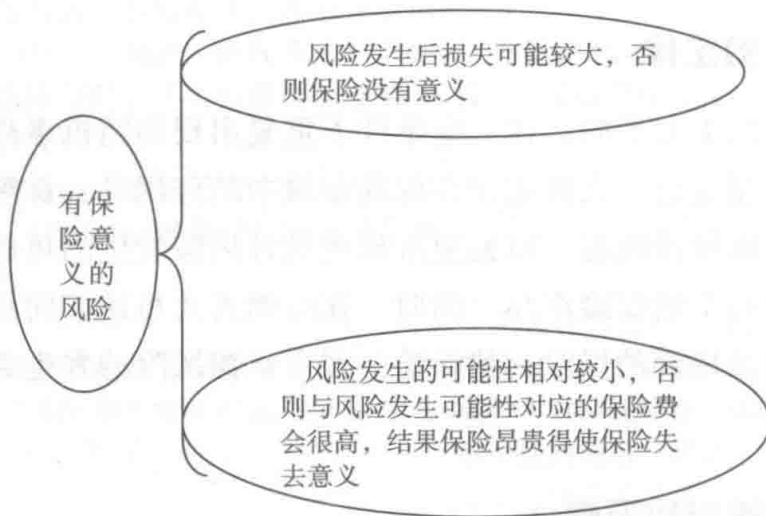 风险发生后损失可能较大，否
则保险没有意义
有保
险意
义的
风险
风险发生的可能性相对较小，否
则与风险发生可能性对应的保险费
会很高，结果保险昂贵得使保险失
去意义